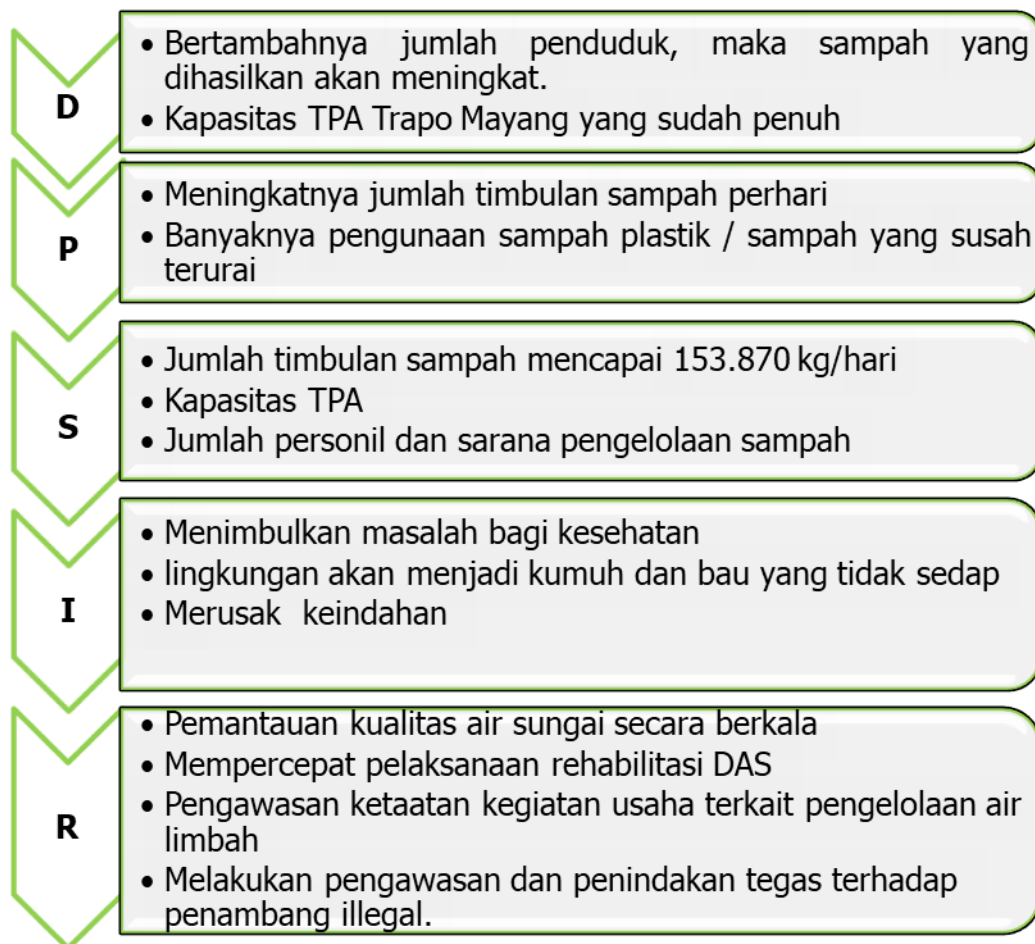 D
• Bertambahnya jumlah penduduk, maka sampah yang
dihasilkan akan meningkat.
• Kapasitas TPA Trapo Mayang yang sudah penuh
P
• Meningkatnya jumlah timbulan sampah perhari
• Banyaknya pengunaan sampah plastik / sampah yang susah
terurai
S
• Jumlah timbulan sampah mencapai 153.870 kg/hari
• Kapasitas TPA
• Jumlah personil dan sarana pengelolaan sampah
I
• Menimbulkan masalah bagi kesehatan
• lingkungan akan menjadi kumuh dan bau yang tidak sedap
• Merusak keindahan
R
• Pemantauan kualitas air sungai secara berkala
• Mempercepat pelaksanaan rehabilitasi DAS
• Pengawasan ketaatan kegiatan usaha terkait pengelolaan air
limbah
• Melakukan pengawasan dan penindakan tegas terhadap
penambang illegal.